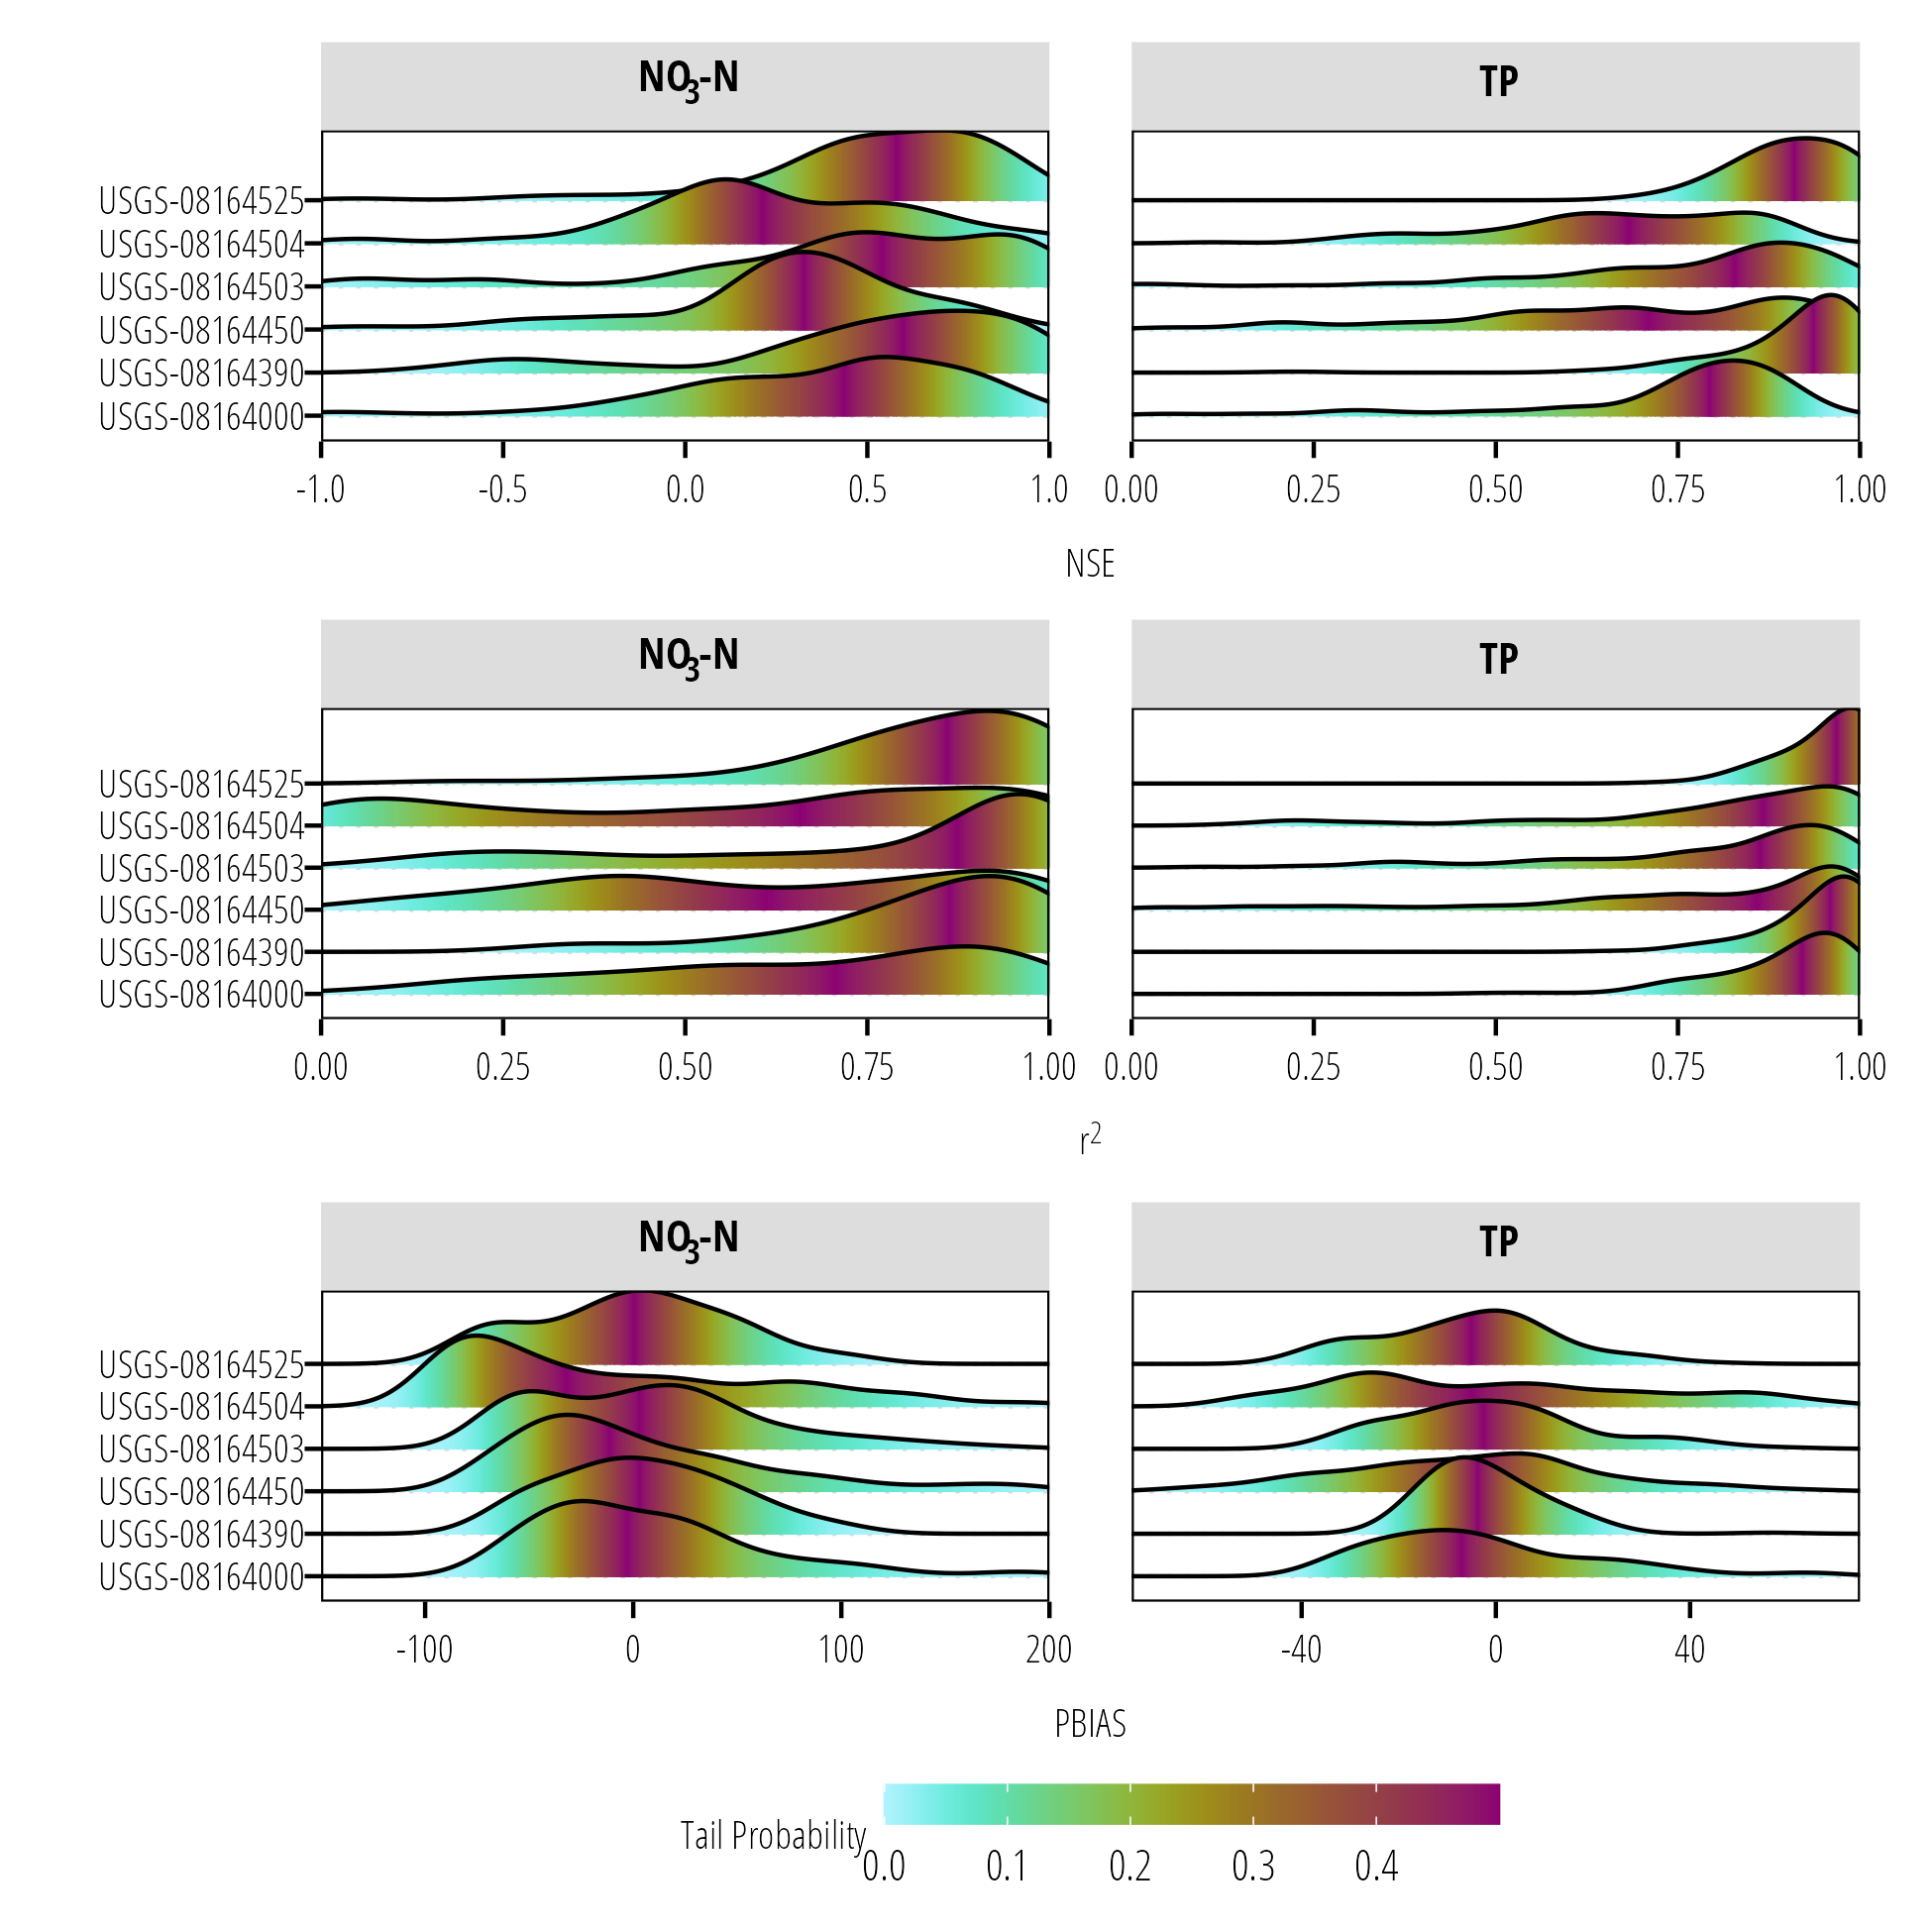 NO3-N TP
USGS-08164525
USGS-08164504
USGS-08164503
USGS-08164450
USGS-08164390
USGS-08164000
-1.0 -0.5 0.0 0.5 1.0 0.00 0.25 0.50 0.75 1.00
NSE
NO3-N TP
USGS-08164525
USGS-08164504
USGS-08164503
USGS-08164450
USGS-08164390
USGS-08164000
0.00 0.25 0.50 0.75 1.00 0.00 0.25 0.50 0.75 1.00
r2
NO3-N TP
USGS-08164525
USGS-08164504
USGS-08164503
USGS-08164450
USGS-08164390
USGS-08164000
-100 0 100 200 -40 0 40
PBIAS
Tail Probability
0.0 0.1 0.2 0.3 0.4